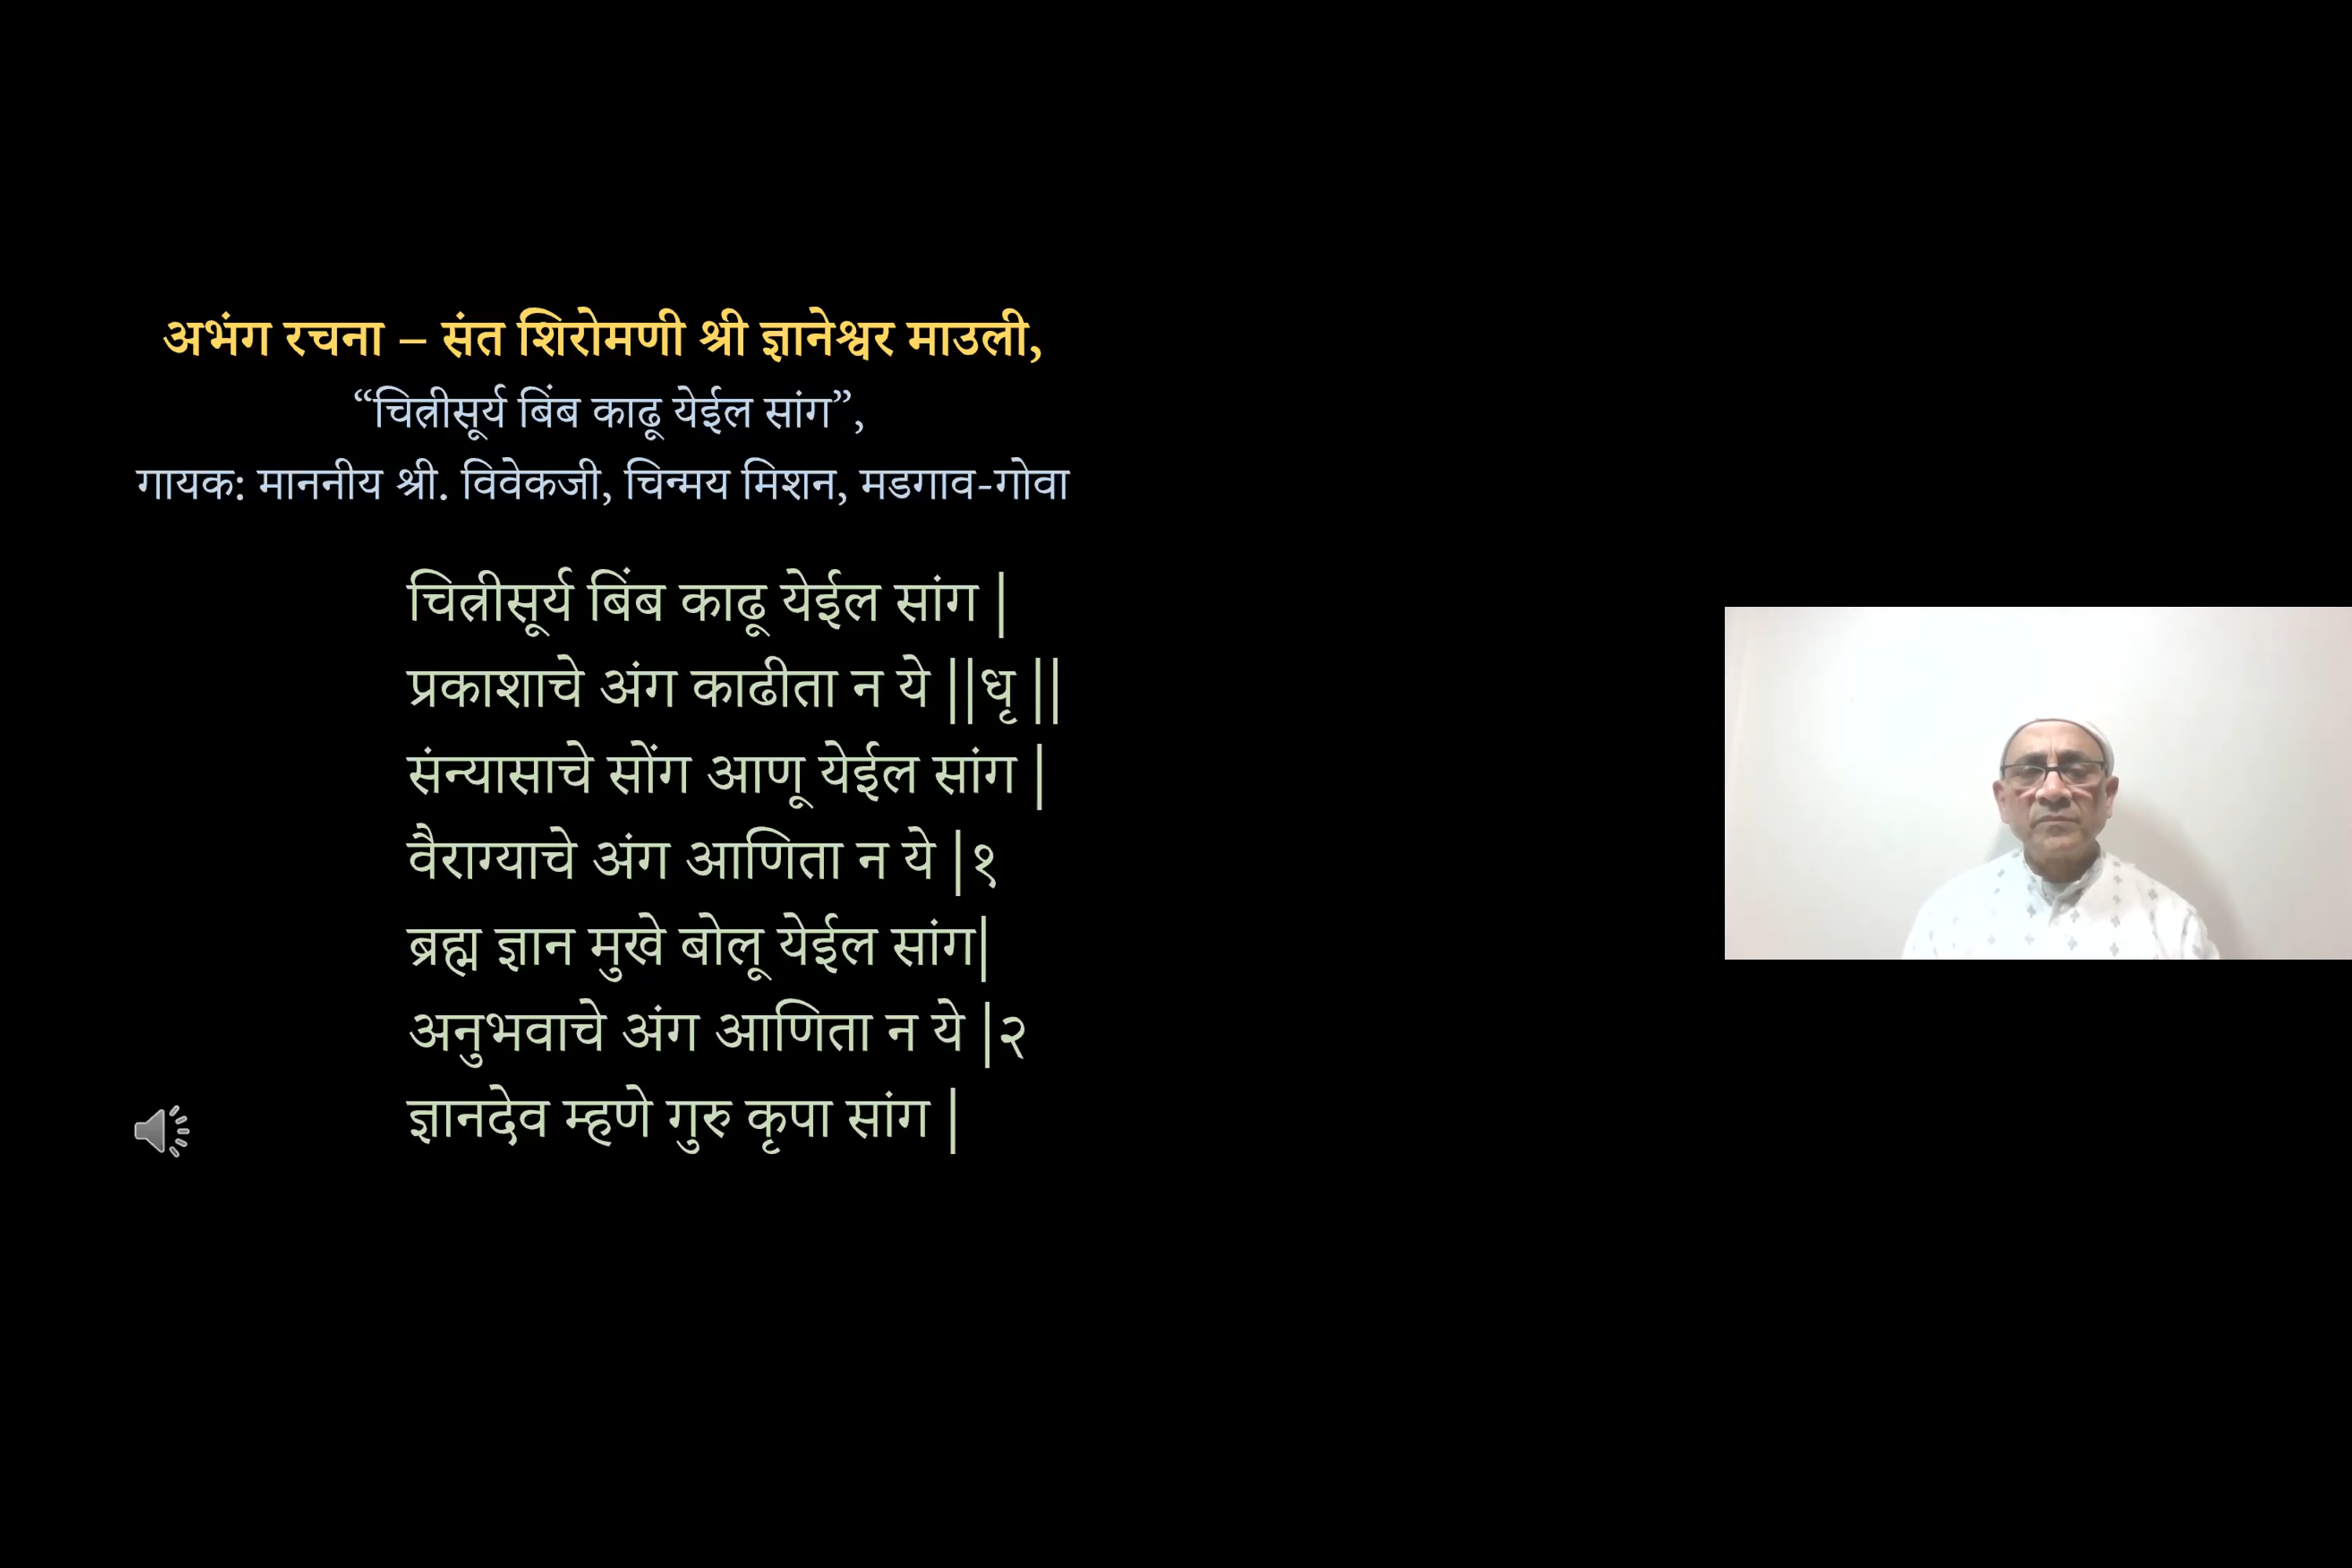 अभंग रचना – संत शिरोमणी श्री ज्ञानेश्वर माउली,
“चित्रीसूर्य बिंब काढू येईल सांग”,
गायक: माननीय श्री. विवेकजी, चिन्मय मिशन, मडगाव-गोवा
चित्रीसूर्य बिंब काढू येईल सांग |
प्रकाशाचे अंग काढीता न ये ||धृ ||
संन्यासाचे सोंग आणू येईल सांग |
वैराग्याचे अंग आणिता न ये |१
ब्रह्म ज्ञान मुखे बोलू येईल सांग|
अनुभवाचे अंग आणिता न ये |२
ज्ञानदेव म्हणे गुरु कृपा सांग |